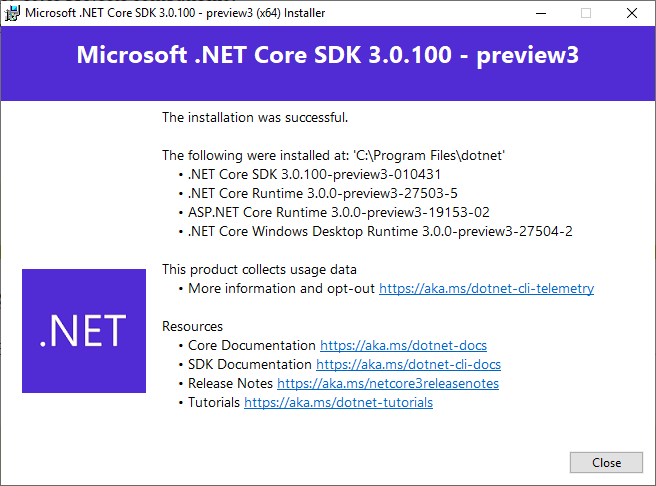 Microsoft .NET Core SDK 3.0.100 - preview3 (x64) Installer
Microsoft .NET Core SDK 3.0.100 - preview3
The installation was successful.
The following were installed at: 'C:\Program Files\dotnet'
• .NET Core SDK 3.0.100-preview3-010431
• .NET Core Runtime 3.0.0-preview3-27503-5
• ASP.NET Core Runtime 3.0.0-preview3-19153-02
• .NET Core Windows Desktop Runtime 3.0.0-preview3-27504-2
This product collects usage data
• More information and opt-out https://aka.ms/dotnet-cli-telemetry
.NET
Resources
• Core Documentation https://aka.ms/dotnet-docs
• SDK Documentation https://aka.ms/dotnet-cli-docs
• Release Notes https://aka.ms/netcore3releasenotes
• Tutorials https://aka.ms/dotnet-tutorials
Close